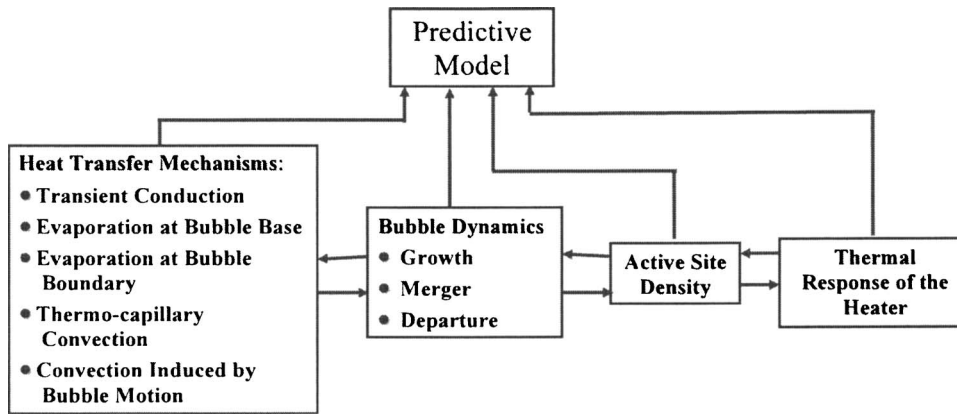 Predictive
Model
Heat Transfer Mechanisms:
● Transient Conduction
● Evaporation at Bubble Base
● Evaporation at Bubble
Boundary
● Thermo-capillary
Convection
● Convection Induced by
Bubble Motion
Bubble Dynamics
● Growth
● Merger
● Departure
Active Site
Density
Thermal
Response of the
Heater